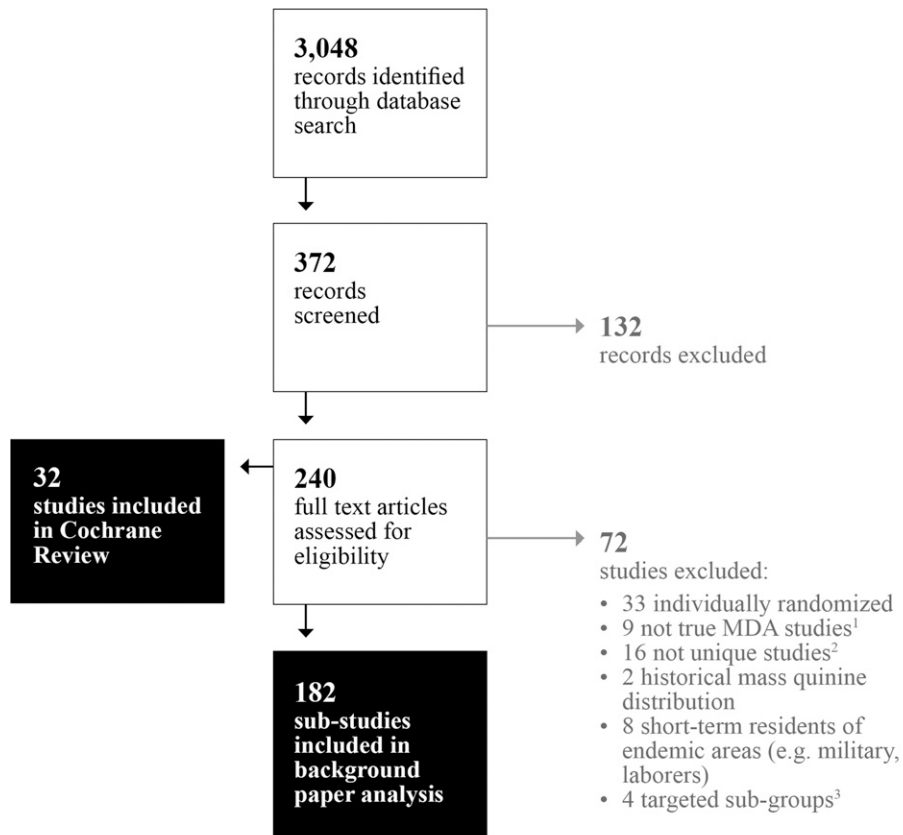 3,048
records identified
through database
search
372
records
screened
132
records excluded
32
studies included
in Cochrane
Review
240
full text articles
assessed for
eligibility
72
studies excluded:
• 33 individually randomized
• 9 not true MDA studies¹
• 16 not unique studies²
• 2 historical mass quinine
distribution
• 8 short-term residents of
endemic areas (e.g. military,
laborers)
• 4 targeted sub-groups³
182
sub-studies
included in
background
paper analysis